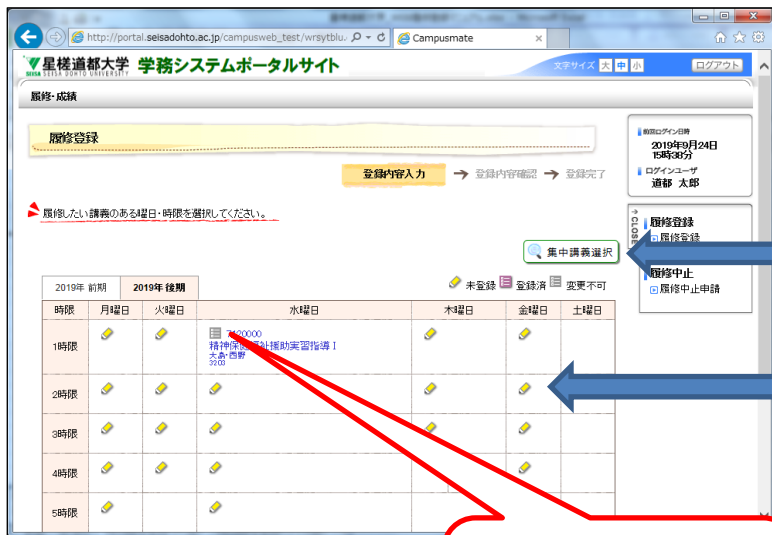 http://portal.seisadohto.ac.jp/campusweb_test/wrsytblu.
Campusmate
星槎道都大学 学務システムポータルサイト
SEISA DOHTO UNIVERSITY
文字サイズ 大 中 小
ログアウト
履修・成績
履修登録
前回ログイン日時
2019年9月24日
15時38分
ログインユーザ
道都 太郎
登録内容入力 → 登録内容確認 → 登録完了
履修したい講義のある曜日・時限を選択してください。
CLOSE
履修登録
履修登録
集中講義選択
履修中止
履修中止申請
2019年 前期 2019年 後期
未登録 登録済 変更不可
時限 月曜日 火曜日 水曜日 木曜日 金曜日 土曜日
1時限
精神保健福祉援助実習指導Ⅰ
大島・西野
3203
2時限
3時限
4時限
5時限